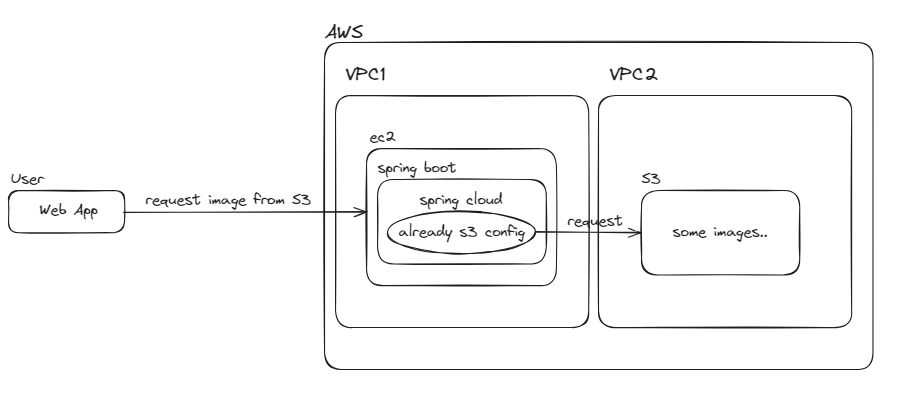 AWS
VPC1
VPC2
ec2
spring boot
User
S3
spring cloud
Web App
request image from S3
request
already s3 config
some images..